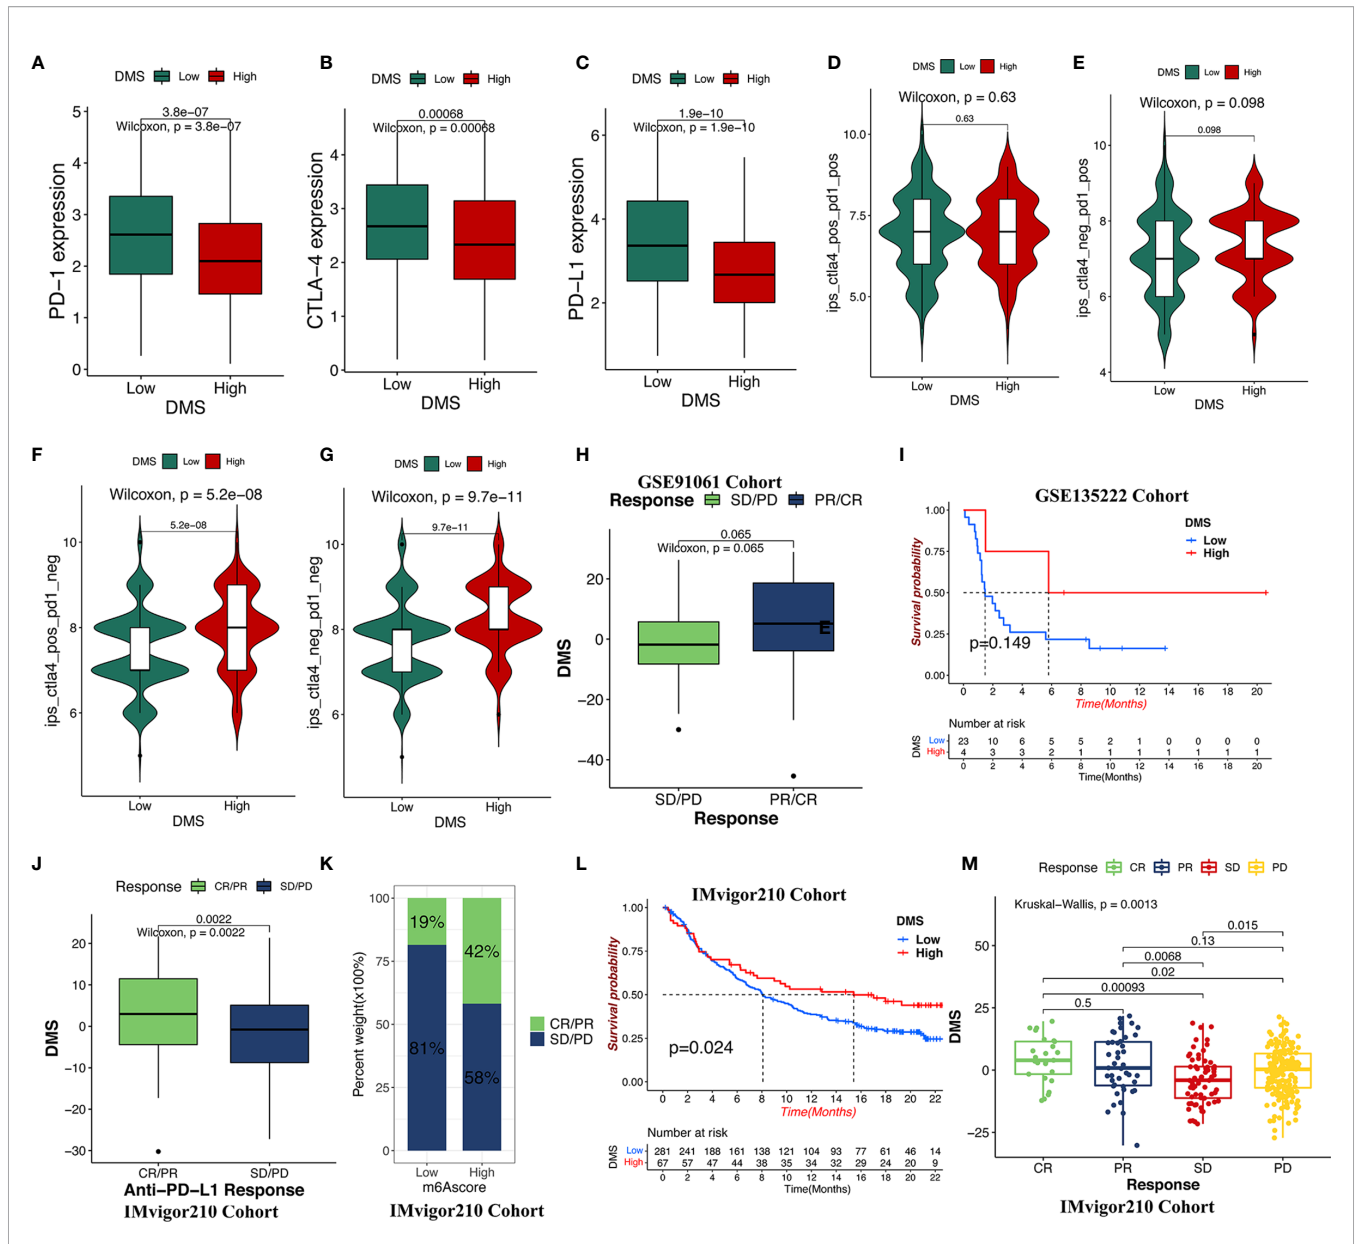 A
DMS Low High
3.8e−07
Wilcoxon, p = 3.8e−07
PD−1 expression
5
4
3
2
1
0
Low High
DMS
B
DMS Low High
0.00068
Wilcoxon, p = 0.00068
CTLA−4 expression
4
3
2
1
0
Low High
DMS
C
DMS Low High
1.9e−10
Wilcoxon, p = 1.9e−10
PD−L1 expression
6
4
2
Low High
DMS
D
DMS Low High
Wilcoxon, p = 0.63
0.63
ips_ctla4_pos_pd1_pos
10.0
7.5
5.0
Low High
DMS
E
DMS Low High
Wilcoxon, p = 0.098
0.098
ips_ctla4_neg_pd1_pos
10
8
6
4
Low High
DMS
F
DMS Low High
Wilcoxon, p = 5.2e−08
5.2e−08
ips_ctla4_pos_pd1_neg
10
8
6
Low High
DMS
G
DMS Low High
Wilcoxon, p = 9.7e−11
9.7e−11
ips_ctla4_neg_pd1_neg
10
8
6
Low High
DMS
H
GSE91061 Cohort
Response SD/PD PR/CR
0.065
Wilcoxon, p = 0.065
DMS
20
0
−20
−40
E
SD/PD PR/CR
Response
I
GSE135222 Cohort
DMS
Low
High
Survival probability
1.00
0.75
0.50
0.25
0.00
p=0.149
0 2 4 6 8 10 12 14 16 18 20
Time(Months)
Number at risk
DMS
Low 23 10 6 5 5 2 1 0 0 0 0
High 4 3 3 2 1 1 1 1 1 1 1
0 2 4 6 8 10 12 14 16 18 20
Time(Months)
J
Response CR/PR SD/PD
0.0022
Wilcoxon, p = 0.0022
DMS
20
10
0
−10
−20
−30
CR/PR SD/PD
Anti−PD−L1 Response
IMvigor210 Cohort
K
Percent weight(x100%)
100
75
50
25
0
19%
42%
81%
58%
CR/PR
SD/PD
Low High
m6Ascore
IMvigor210 Cohort
L
IMvigor210 Cohort
DMS
Low
High
Survival probability
1.00
0.75
0.50
0.25
0.00
p=0.024
0 2 4 6 8 10 12 14 16 18 20 22
Time(Months)
Number at risk
DMS
Low 281 241 188 161 138 121 104 93 77 61 46 14
High 67 57 47 44 38 35 34 32 29 24 20 9
0 2 4 6 8 10 12 14 16 18 20 22
Time(Months)
M
Response CR PR SD PD
Kruskal−Wallis, p = 0.0013
0.015
0.13
0.0068
0.02
0.00093
0.5
DMS
50
25
0
−25
CR PR SD PD
Response
IMvigor210 Cohort